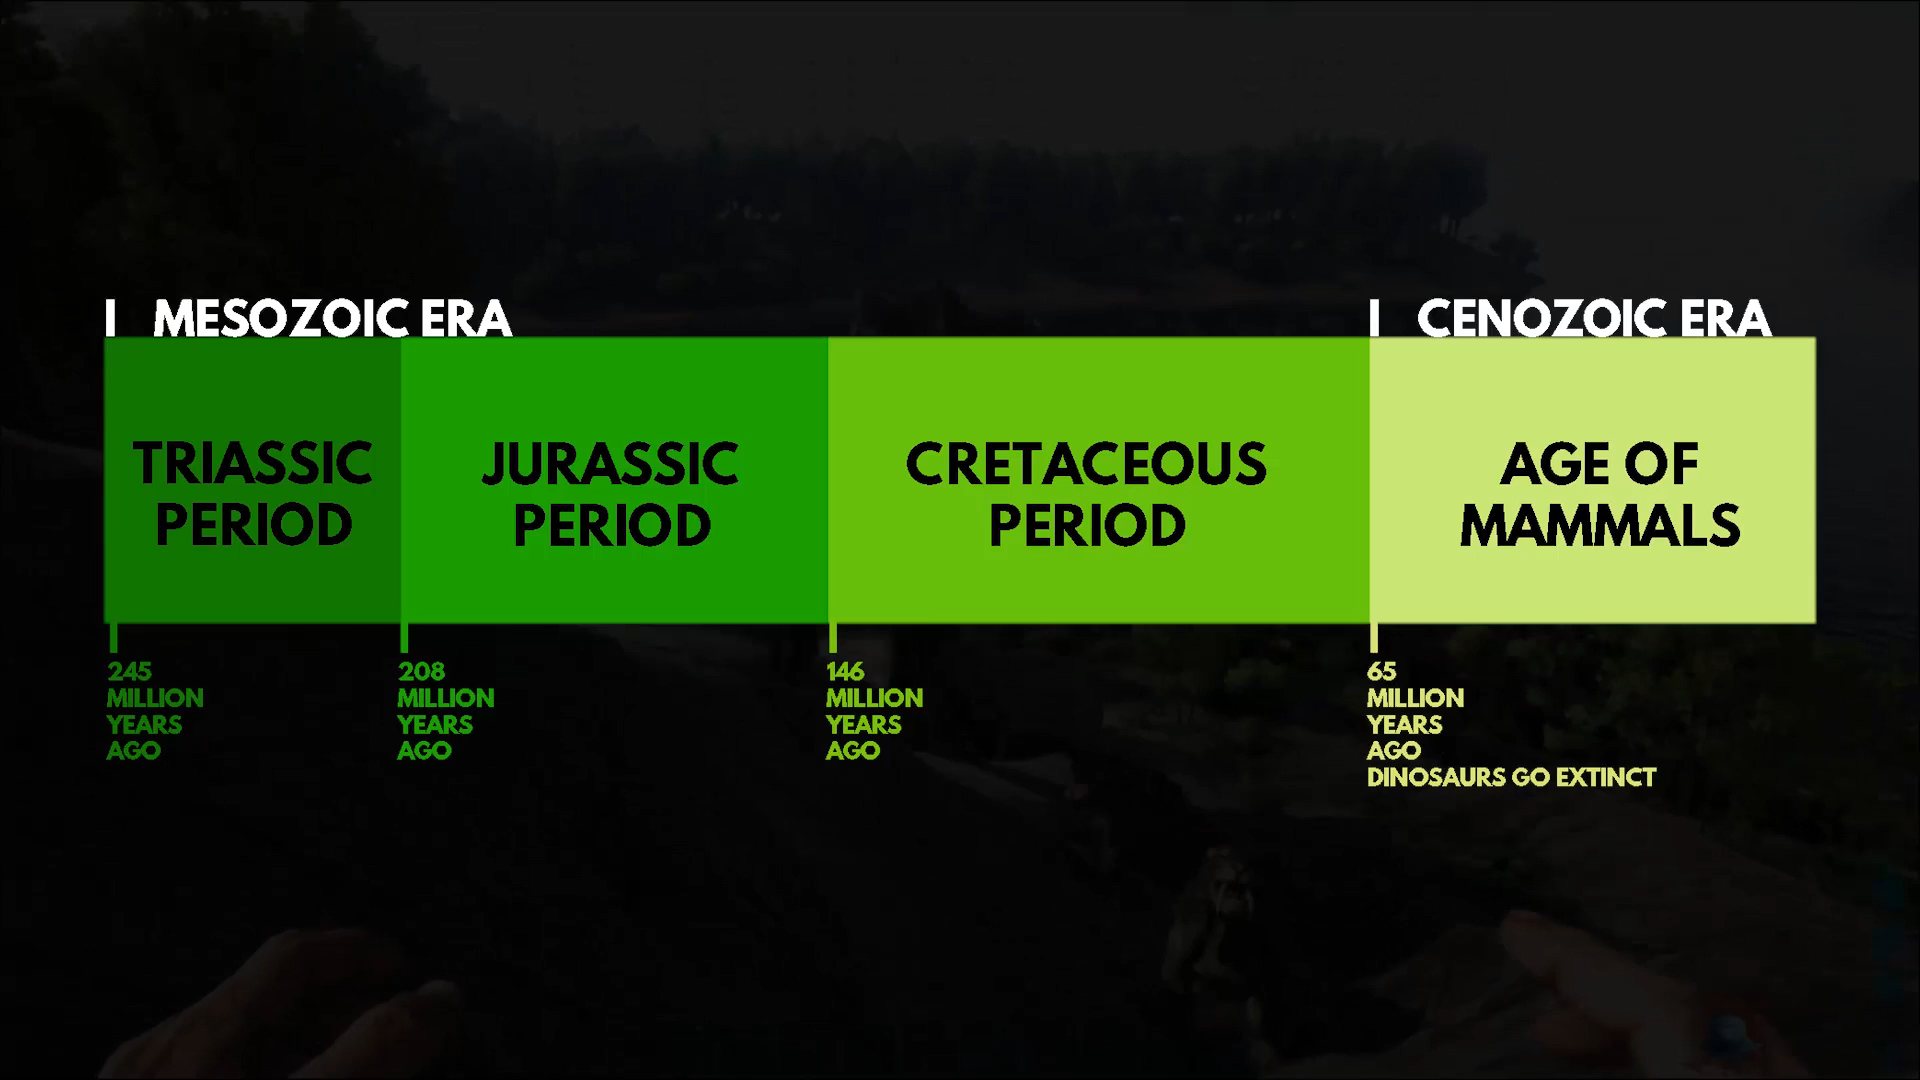 MESOZOIC ERA
CENOZOIC ERA
TRIASSIC
PERIOD
JURASSIC
PERIOD
CRETACEOUS
PERIOD
AGE OF
MAMMALS
245
MILLION
YEARS
AGO
208
MILLION
YEARS
AGO
146
MILLION
YEARS
AGO
65
MILLION
YEARS
AGO
DINOSAURS GO EXTINCT